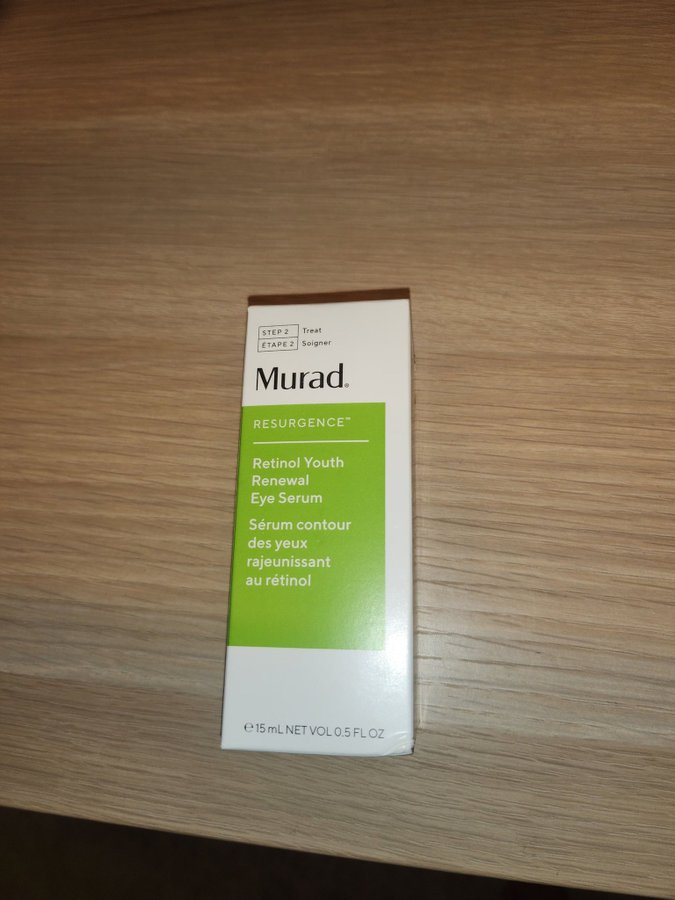 STEP 2 Treat
ÉTAPE 2 Soigner
Murad®
RESURGENCE™
Retinol Youth
Renewal
Eye Serum
Sérum contour
des yeux
rajeunissant
au rétinol
℮ 15 mL NET VOL 0.5 FL OZ